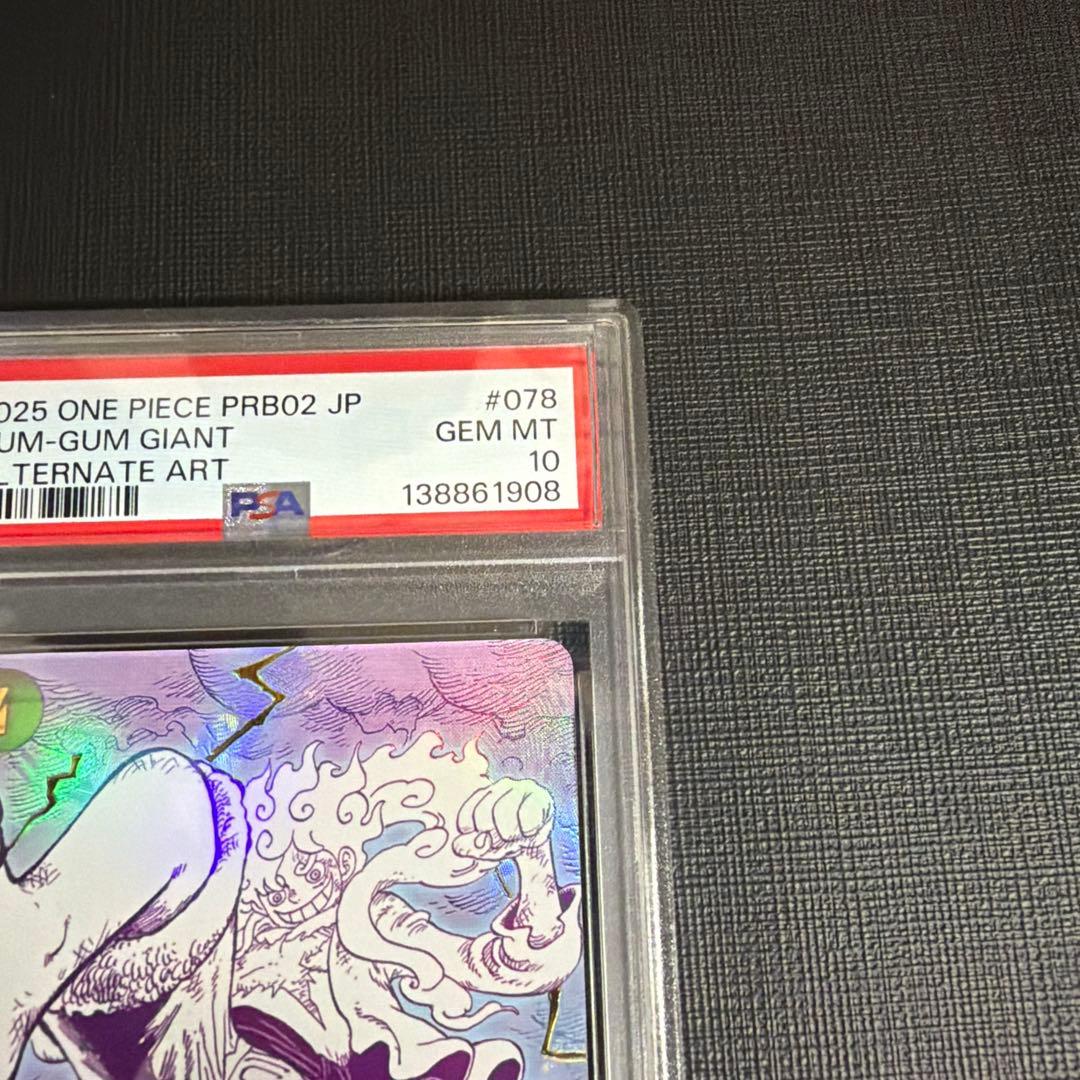 025 ONE PIECE PRB02 JP #078
UM-GUM GIANT GEM MT
LTERNATE ART 10
PSA 138861908